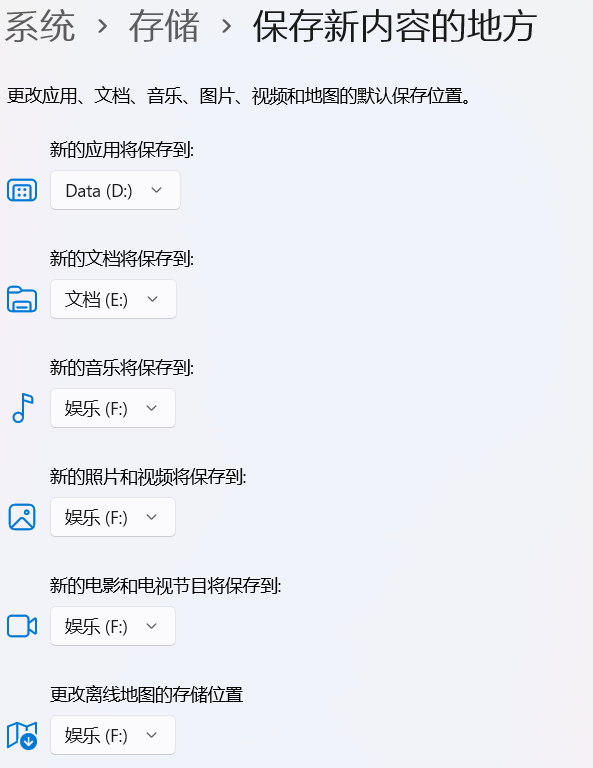 系统 › 存储 › 保存新内容的地方
更改应用、文档、音乐、图片、视频和地图的默认保存位置。
新的应用将保存到:
Data (D:)
新的文档将保存到:
文档 (E:)
新的音乐将保存到:
娱乐 (F:)
新的照片和视频将保存到:
娱乐 (F:)
新的电影和电视节目将保存到:
娱乐 (F:)
更改离线地图的存储位置
娱乐 (F:)